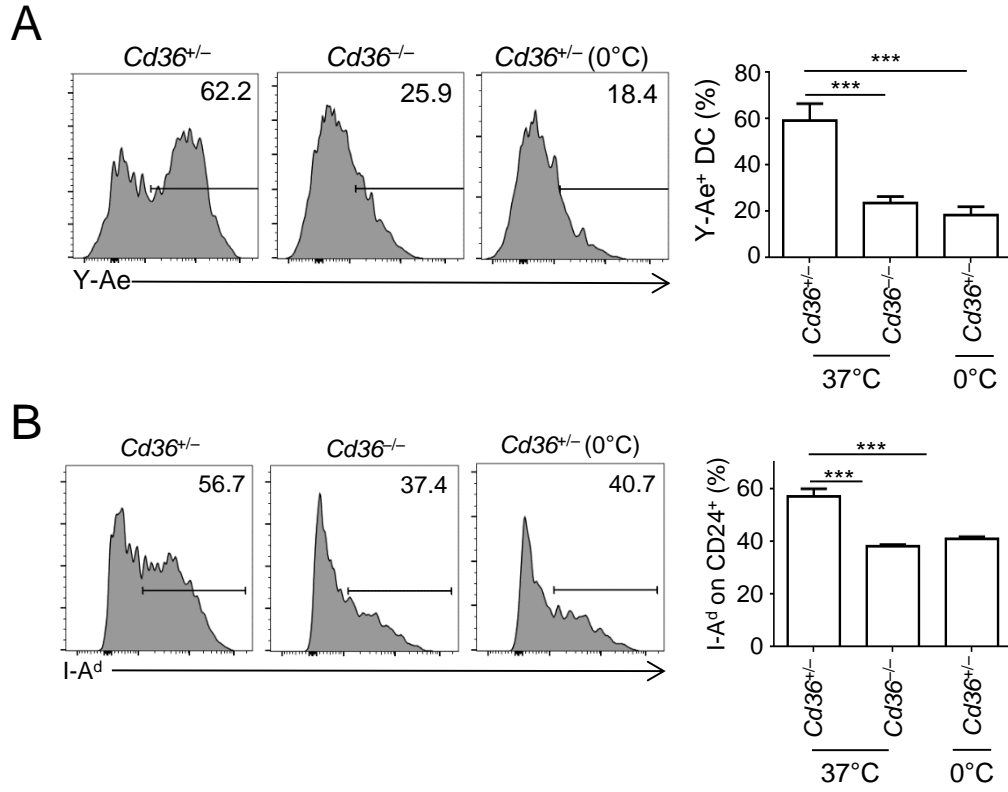 A
Cd36+/– Cd36–/– Cd36+/– (0°C)
62.2 25.9 18.4
Y-Ae
Y-Ae+ DC (%)
80
60
40
20
0
***
***
Cd36+/– Cd36–/– Cd36+/–
37°C 0°C
B
Cd36+/– Cd36–/– Cd36+/– (0°C)
56.7 37.4 40.7
I-Ad
I-Ad on CD24+ (%)
60
40
20
0
***
***
Cd36+/– Cd36–/– Cd36+/–
37°C 0°C